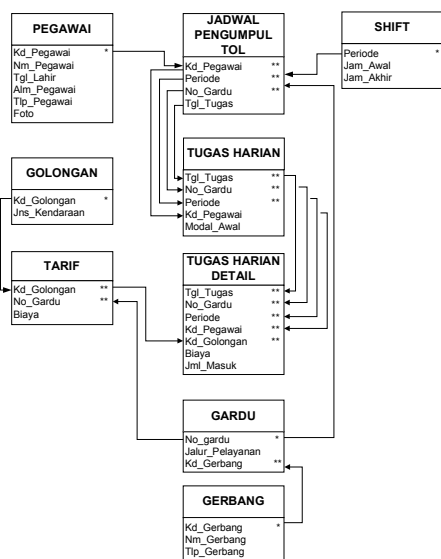 PEGAWAI
Kd_Pegawai *
Nm_Pegawai
Tgl_Lahir
Alm_Pegawai
Tlp_Pegawai
Foto
JADWAL
PENGUMPUL
TOL
Kd_Pegawai **
Periode **
No_Gardu **
Tgl_Tugas
SHIFT
Periode *
Jam_Awal
Jam_Akhir
GOLONGAN
Kd_Golongan *
Jns_Kendaraan
TUGAS HARIAN
Tgl_Tugas **
No_Gardu **
Periode **
Kd_Pegawai
Modal_Awal
TARIF
Kd_Golongan **
No_Gardu **
Biaya
TUGAS HARIAN
DETAIL
Tgl_Tugas **
No_Gardu **
Periode **
Kd_Pegawai **
Kd_Golongan **
Biaya
Jml_Masuk
GARDU
No_gardu *
Jalur_Pelayanan
Kd_Gerbang **
GERBANG
Kd_Gerbang *
Nm_Gerbang
Tlp_Gerbang